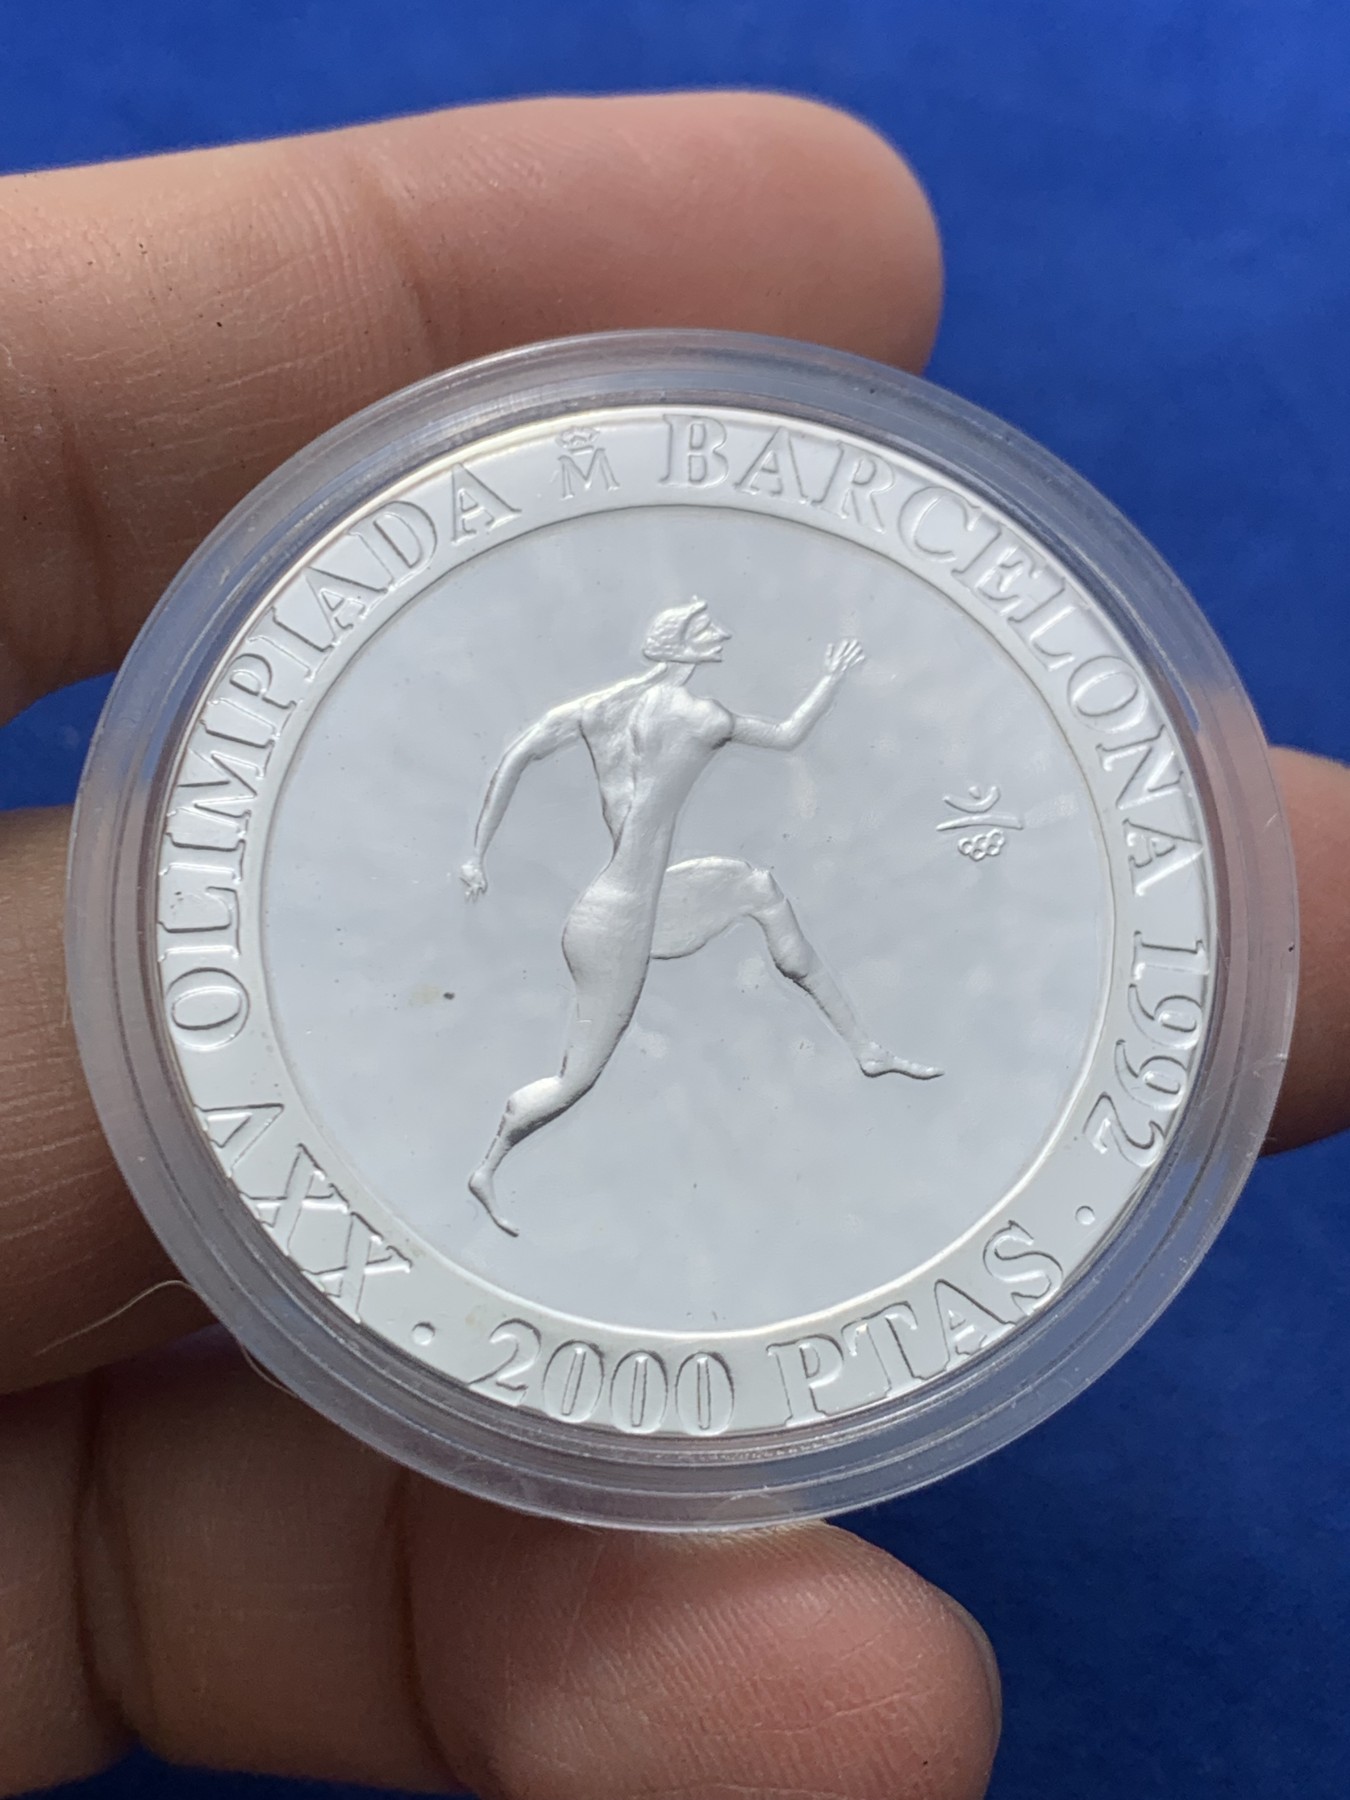 XXV OLIMPIADA M BARCELONA 1992
· 2000 PTAS ·